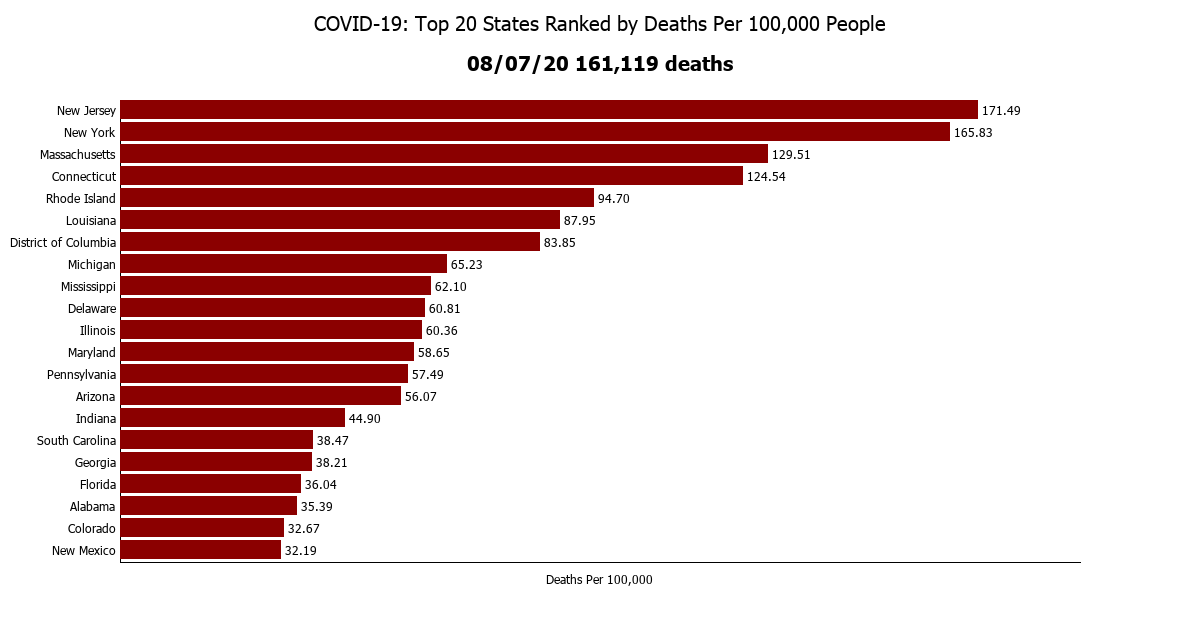 COVID-19: Top 20 States Ranked by Deaths Per 100,000 People
08/07/20 161,119 deaths
New Jersey 171.49
New York 165.83
Massachusetts 129.51
Connecticut 124.54
Rhode Island 94.70
Louisiana 87.95
District of Columbia 83.85
Michigan 65.23
Mississippi 62.10
Delaware 60.81
Illinois 60.36
Maryland 58.65
Pennsylvania 57.49
Arizona 56.07
Indiana 44.90
South Carolina 38.47
Georgia 38.21
Florida 36.04
Alabama 35.39
Colorado 32.67
New Mexico 32.19
Deaths Per 100,000